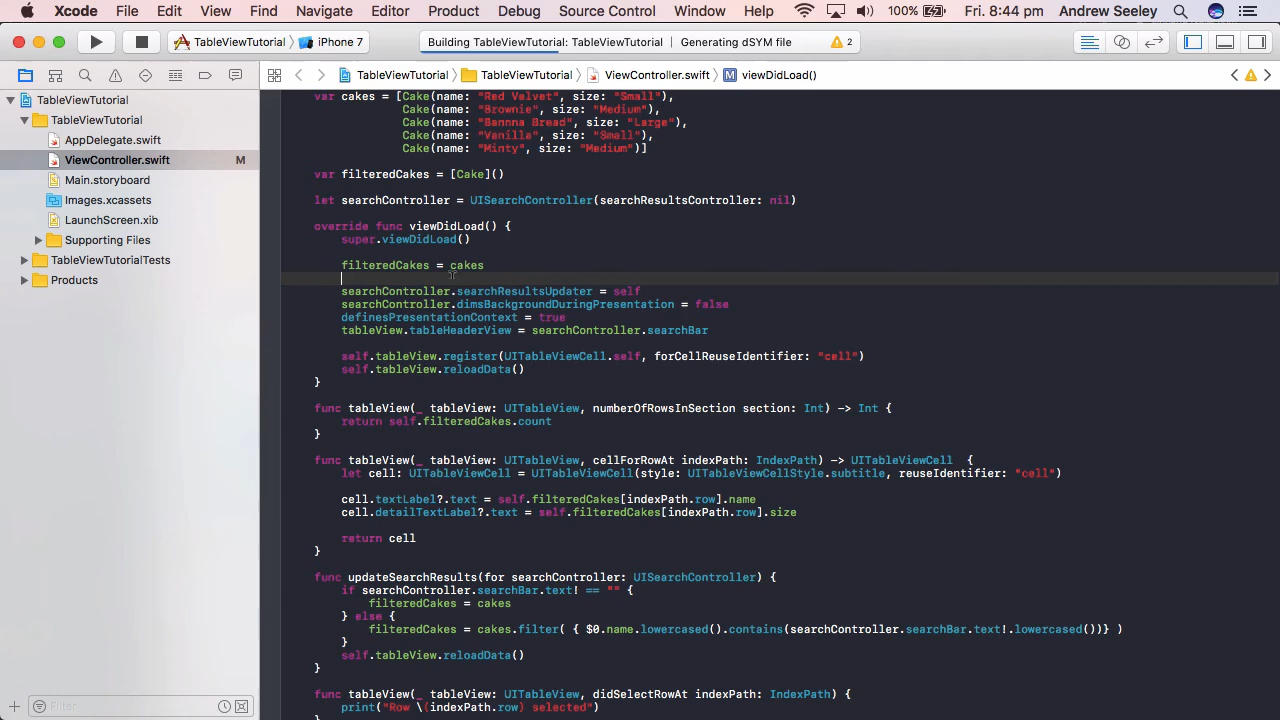 Xcode File Edit View Find Navigate Editor Product Debug Source Control Window Help 100% Fri. 8:44 pm Andrew Seeley
TableViewTutorial iPhone 7 Building TableViewTutorial: TableViewTutorial Generating dSYM file 2
TableViewTutorial TableViewTutorial ViewController.swift M viewDidLoad()
TableViewTutorial
TableViewTutorial
AppDelegate.swift
ViewController.swift M
Main.storyboard
Images.xcassets
LaunchScreen.xib
Supporting Files
TableViewTutorialTests
Products
Filter
var cakes = [Cake(name: "Red Velvet", size: "Small"),
Cake(name: "Brownie", size: "Medium"),
Cake(name: "Bannna Bread", size: "Large"),
Cake(name: "Vanilla", size: "Small"),
Cake(name: "Minty", size: "Medium")]
var filteredCakes = [Cake]()
let searchController = UISearchController(searchResultsController: nil)
override func viewDidLoad() {
super.viewDidLoad()
filteredCakes = cakes
searchController.searchResultsUpdater = self
searchController.dimsBackgroundDuringPresentation = false
definesPresentationContext = true
tableView.tableHeaderView = searchController.searchBar
self.tableView.register(UITableViewCell.self, forCellReuseIdentifier: "cell")
self.tableView.reloadData()
}
func tableView(_ tableView: UITableView, numberOfRowsInSection section: Int) -> Int {
return self.filteredCakes.count
}
func tableView(_ tableView: UITableView, cellForRowAt indexPath: IndexPath) -> UITableViewCell {
let cell: UITableViewCell = UITableViewCell(style: UITableViewCellStyle.subtitle, reuseIdentifier: "cell")
cell.textLabel?.text = self.filteredCakes[indexPath.row].name
cell.detailTextLabel?.text = self.filteredCakes[indexPath.row].size
return cell
}
func updateSearchResults(for searchController: UISearchController) {
if searchController.searchBar.text! == "" {
filteredCakes = cakes
} else {
filteredCakes = cakes.filter( { $0.name.lowercased().contains(searchController.searchBar.text!.lowercased())} )
}
self.tableView.reloadData()
}
func tableView(_ tableView: UITableView, didSelectRowAt indexPath: IndexPath) {
print("Row \(indexPath.row) selected")
}